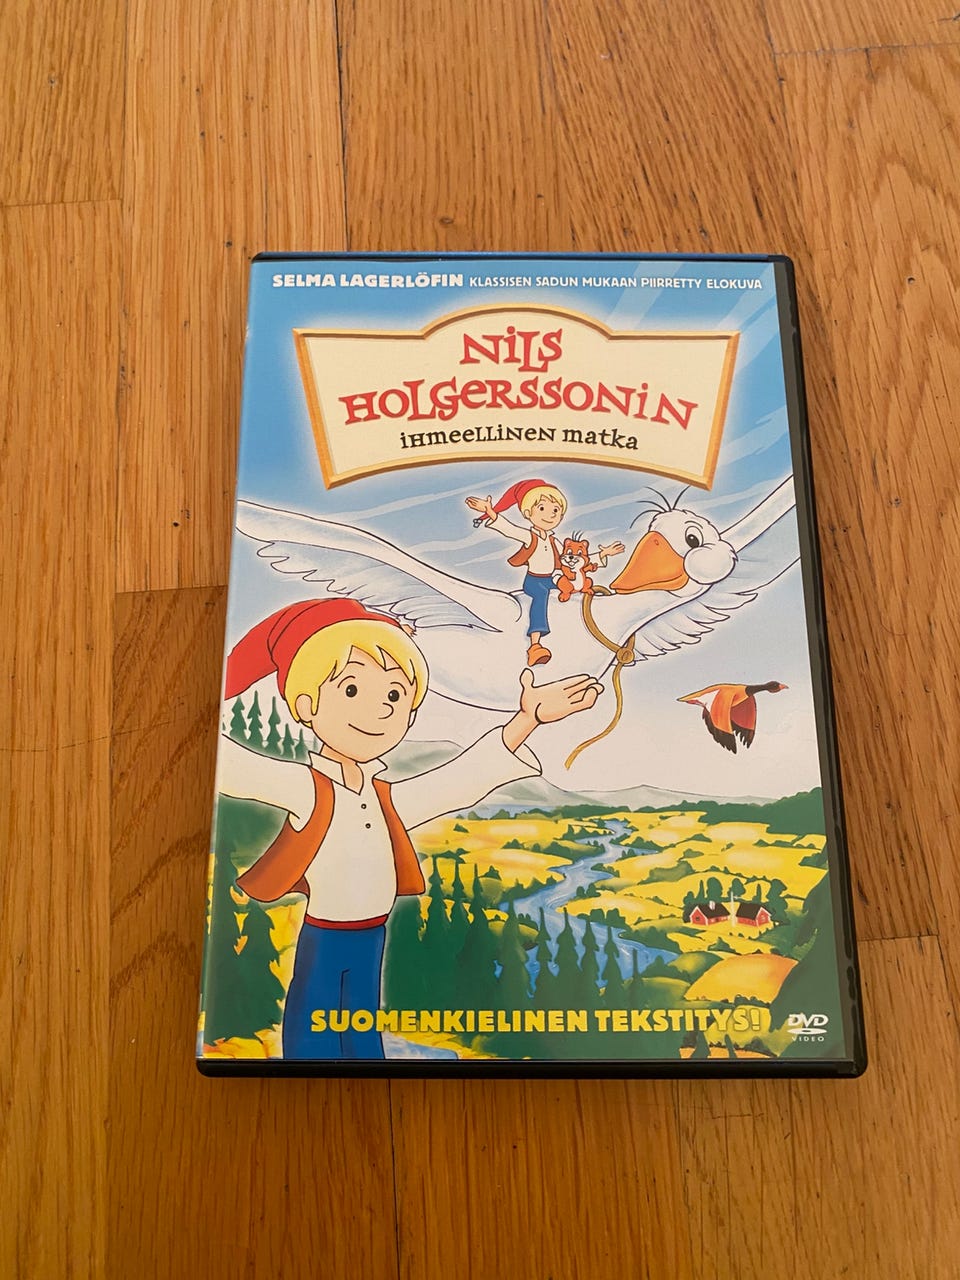 SELMA LAGERLÖFIN KLASSISEN SADUN MUKAAN PIIRRETTY ELOKUVA
NiLS
HOLGERSSONiN
iHmeeLLiNeN matka
SUOMENKIELINEN TEKSTITYS!
DVD
VIDEO